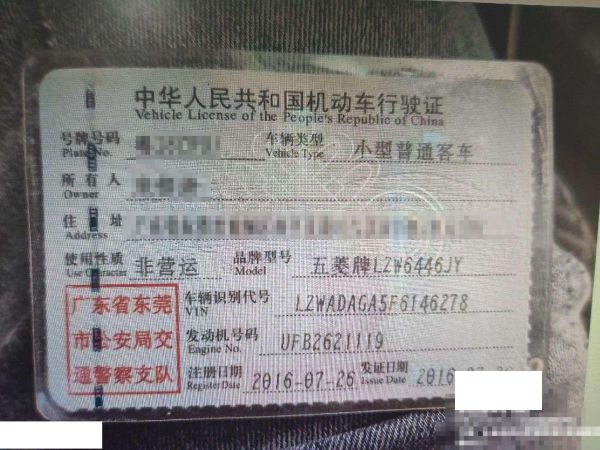 中华人民共和国机动车行驶证
Vehicle License of the People's Republic of China
号牌号码 车辆类型 小型普通客车
Plate No. Vehicle Type
所有人
Owner
住址
Address
使用性质 非营运 品牌型号 五菱牌LZW6446JY
Use Character Model
广东省东莞 车辆识别代号 LZWADAGA5F6146278
VIN
市公安局交 发动机号码 UFB2621119
Engine No.
通警察支队 注册日期 2016-07-26 发证日期 2016-07-26
Register Date Issue Date